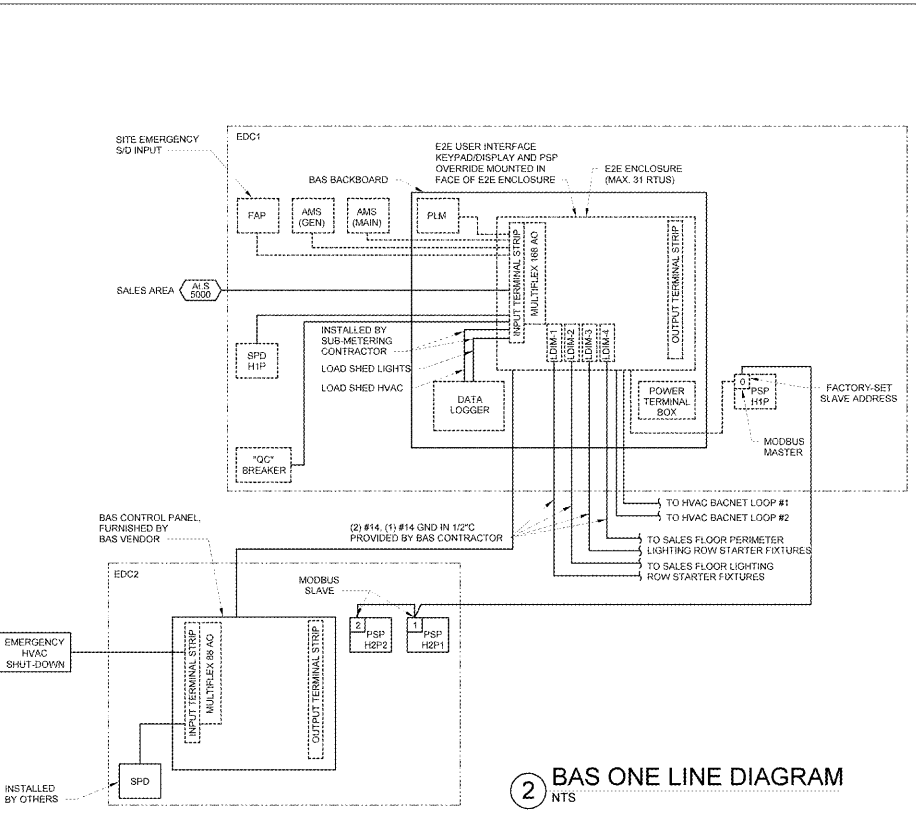 EDC1
SITE EMERGENCY
S/D INPUT
BAS BACKBOARD
E2E USER INTERFACE
KEYPAD/DISPLAY AND PSP
OVERRIDE MOUNTED IN
FACE OF E2E ENCLOSURE
E2E ENCLOSURE
(MAX. 31 RTUS)
FAP
AMS
(GEN)
AMS
(MAIN)
PLM
INPUT TERMINAL STRIP
MULTIFLEX 168 AO
OUTPUT TERMINAL STRIP
SALES AREA
ALS
5000
SPD
H1P
INSTALLED BY
SUB-METERING
CONTRACTOR
LOAD SHED LIGHTS
LOAD SHED HVAC
DATA
LOGGER
LDIM-1
LDIM-2
LDIM-3
LDIM-4
POWER
TERMINAL
BOX
0
PSP
H1P
FACTORY-SET
SLAVE ADDRESS
MODBUS
MASTER
"QC"
BREAKER
TO HVAC BACNET LOOP #1
TO HVAC BACNET LOOP #2
TO SALES FLOOR PERIMETER
LIGHTING ROW STARTER FIXTURES
TO SALES FLOOR LIGHTING
ROW STARTER FIXTURES
(2) #14, (1) #14 GND IN 1/2"C
PROVIDED BY BAS CONTRACTOR
BAS CONTROL PANEL,
FURNISHED BY
BAS VENDOR
EDC2
MODBUS
SLAVE
2
PSP
H2P2
1
PSP
H2P1
EMERGENCY
HVAC
SHUT-DOWN
INPUT TERMINAL STRIP
MULTIFLEX 88 AO
OUTPUT TERMINAL STRIP
SPD
INSTALLED
BY OTHERS
2
BAS ONE LINE DIAGRAM
NTS